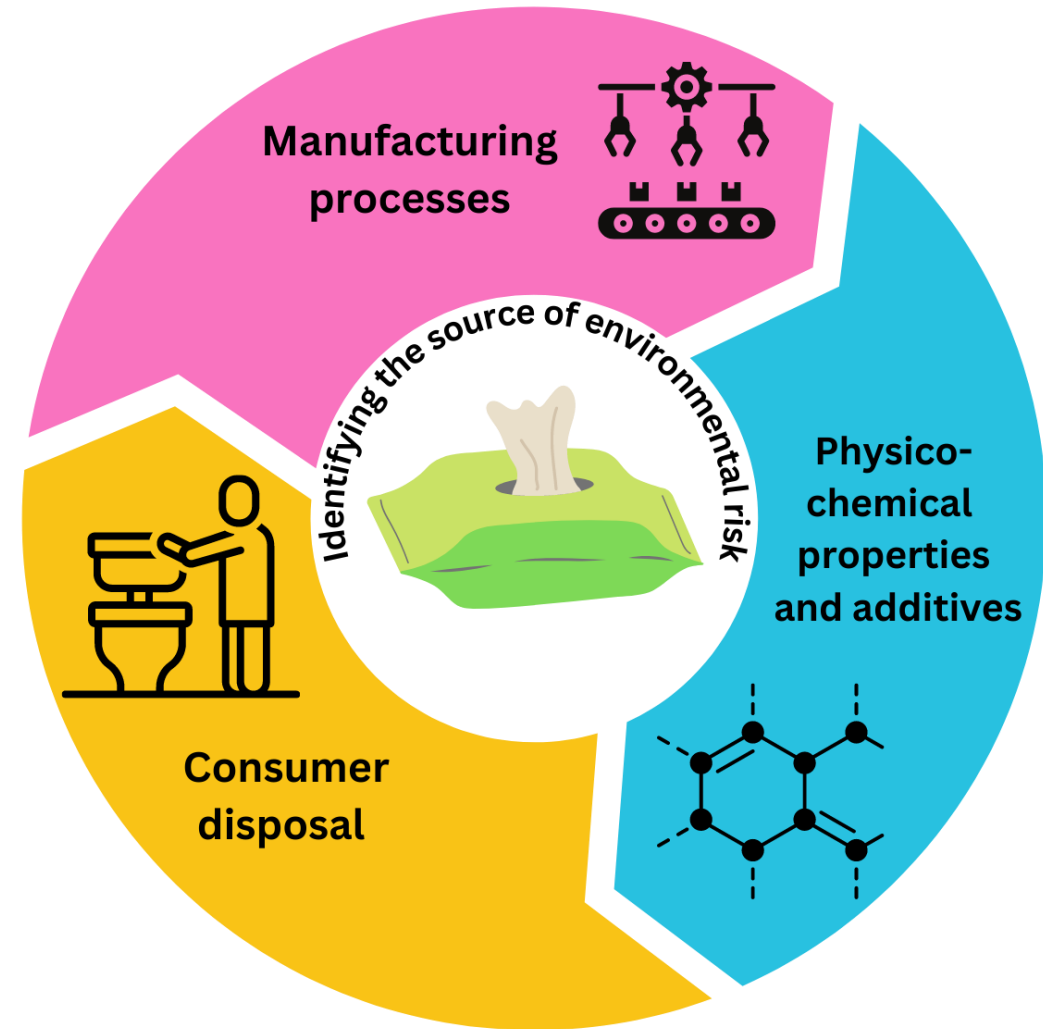 Manufacturing
processes
Identifying the source of environmental risk
Physico-
chemical
properties
and additives
Consumer
disposal